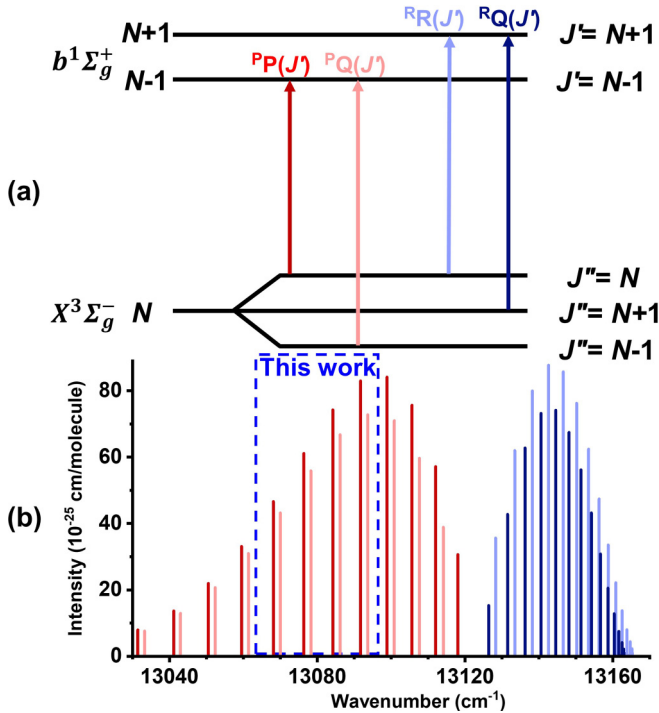 N+1
b¹Σg⁺
N-1
ᴾP(J')
ᴾQ(J')
ᴿR(J')
ᴿQ(J')
J'= N+1
J'= N-1
(a)
X³Σg⁻ N
J"= N
J"= N+1
J"= N-1
This work
(b)
Intensity (10⁻²⁵ cm/molecule)
80
60
40
20
0
13040
13080
13120
13160
Wavenumber (cm⁻¹)